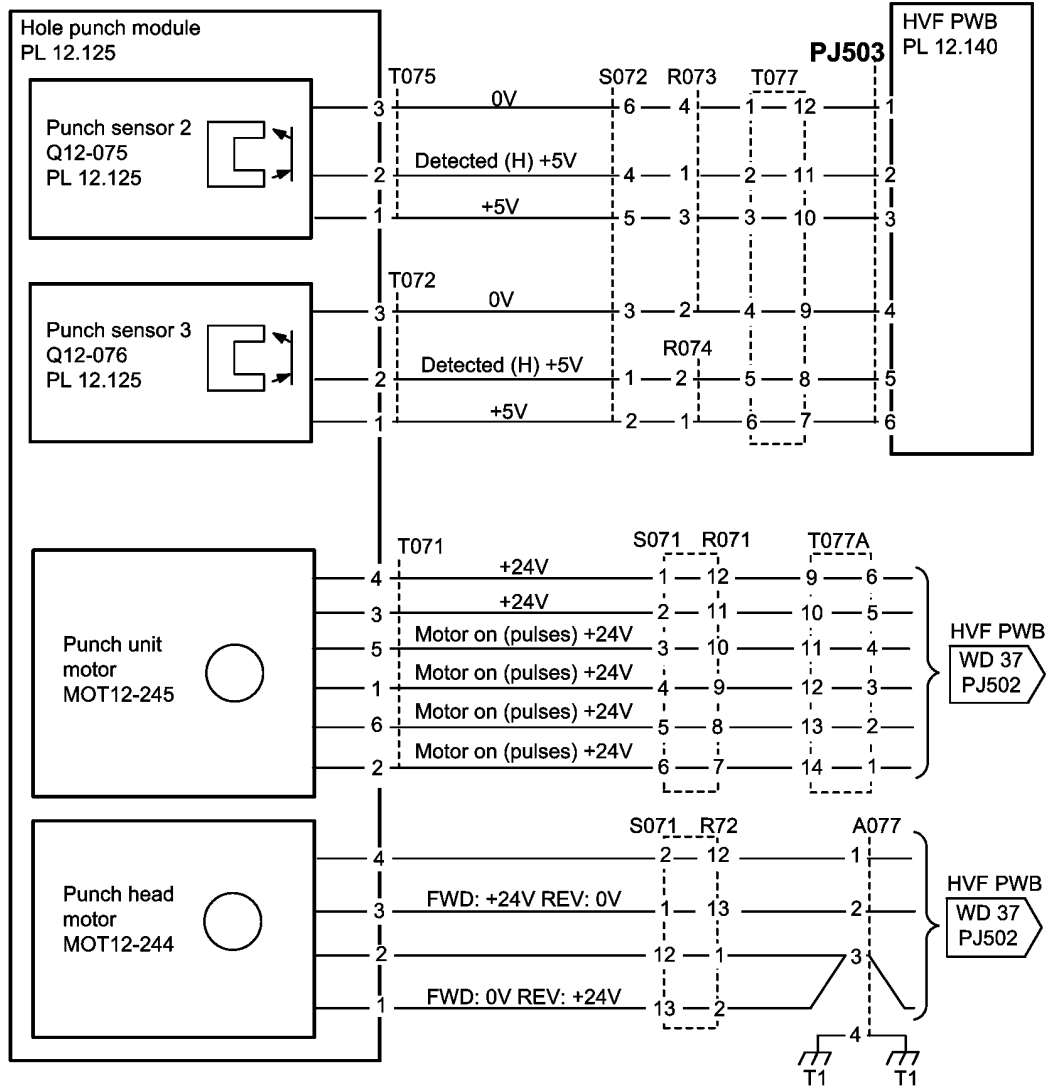 Hole punch module
PL 12.125
HVF PWB
PL 12.140
PJ503
T075 S072 R073 T077
Punch sensor 2
Q12-075
PL 12.125
3 0V 6 4 1 12 1
2 Detected (H) +5V 4 1 2 11 2
1 +5V 5 3 3 10 3
T072
Punch sensor 3
Q12-076
PL 12.125
3 0V 3 2 4 9 4
R074
2 Detected (H) +5V 1 2 5 8 5
1 +5V 2 1 6 7 6
T071 S071 R071 T077A
Punch unit
motor
MOT12-245
4 +24V 1 12 9 6
3 +24V 2 11 10 5
5 Motor on (pulses) +24V 3 10 11 4
1 Motor on (pulses) +24V 4 9 12 3
6 Motor on (pulses) +24V 5 8 13 2
2 Motor on (pulses) +24V 6 7 14 1
HVF PWB
WD 37
PJ502
S071 R72 A077
Punch head
motor
MOT12-244
4 2 12 1
3 FWD: +24V REV: 0V 1 13 2
2 12 1 3
1 FWD: 0V REV: +24V 13 2
4
T1 T1
HVF PWB
WD 37
PJ502